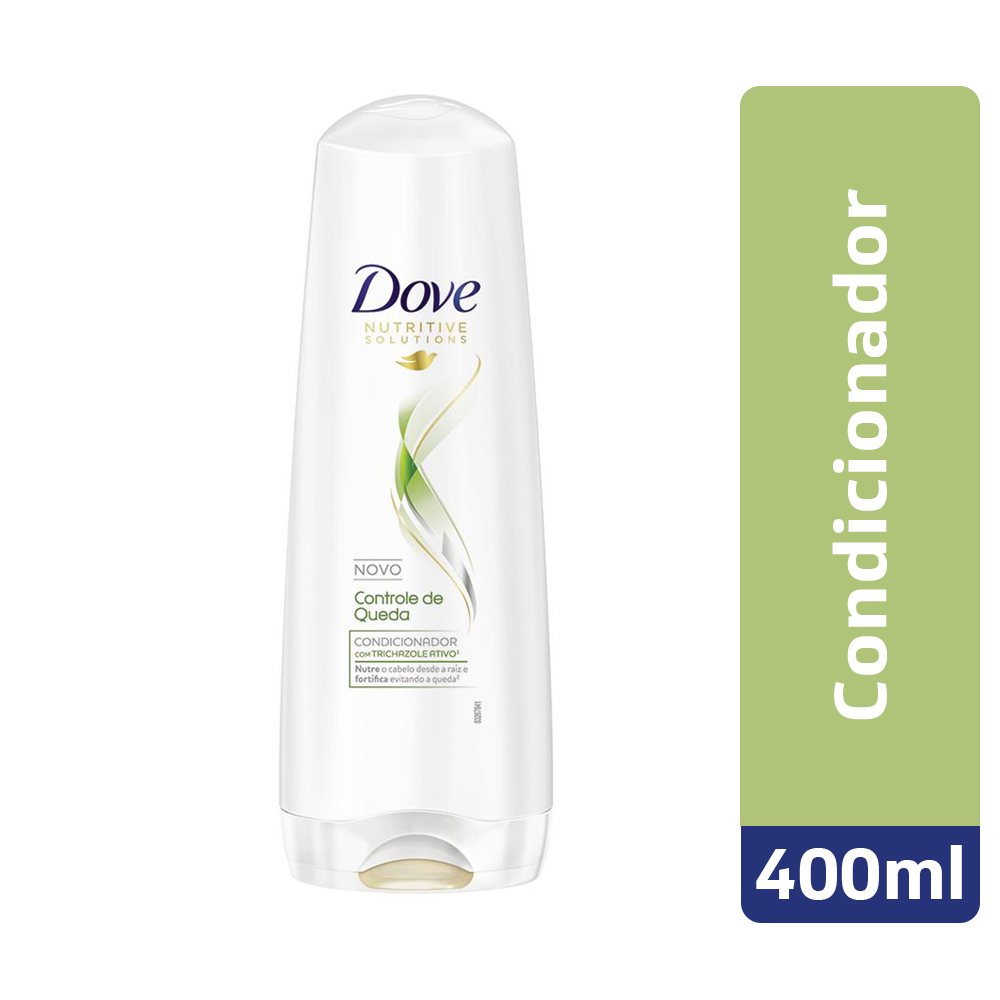 Dove
NUTRITIVE
SOLUTIONS
NOVO
Controle de
Queda
CONDICIONADOR
COM TRICHAZOLE ATIVO¹
Nutre o cabelo desde a raíz e
fortifica evitando a queda²
Condicionador
400ml